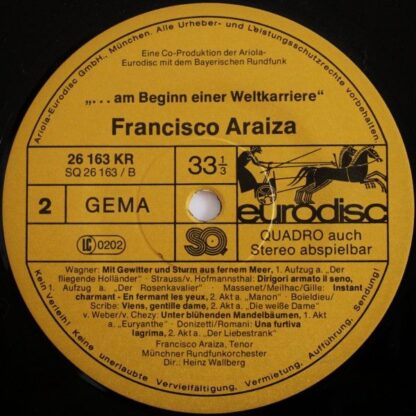 Ariola-Eurodisc GmbH., München. Alle Urheber- und Leistungsschutzrechte vorbehalten
Eine Co-Produktion der Ariola-
Eurodisc mit dem Bayerischen Rundfunk
„... am Beginn einer Weltkarriere“
Francisco Araiza
26 163 KR
SQ 26 163 / B
33 1/3
2
GEMA
eurodisc
LC 0202
SQ
QUADRO auch
Stereo abspielbar
Wagner: Mit Gewitter und Sturm aus fernem Meer, 1. Aufzug a. „Der
fliegende Holländer“ · Strauss/v. Hofmannsthal: Dirigori armato il seno,
1. Aufzug a. „Der Rosenkavalier“ · Massenet/Meilhac/Gille: Instant
charmant - En fermant les yeux, 2. Akt a. „Manon“ · Boieldieu/
Scribe: Viens, gentille dame, 2. Akt a. „Die weiße Dame“
v. Weber/v. Chezy: Unter blühenden Mandelbäumen, 1. Akt
a. „Euryanthe“ · Donizetti/Romani: Una furtiva
lagrima, 2. Akt a. „Der Liebestrank“
Francisco Araiza, Tenor
Münchner Rundfunkorchester
Dir.: Heinz Wallberg
Kein Verleih! Keine unerlaubte Vervielfältigung, Vermietung, Aufführung, Sendung!